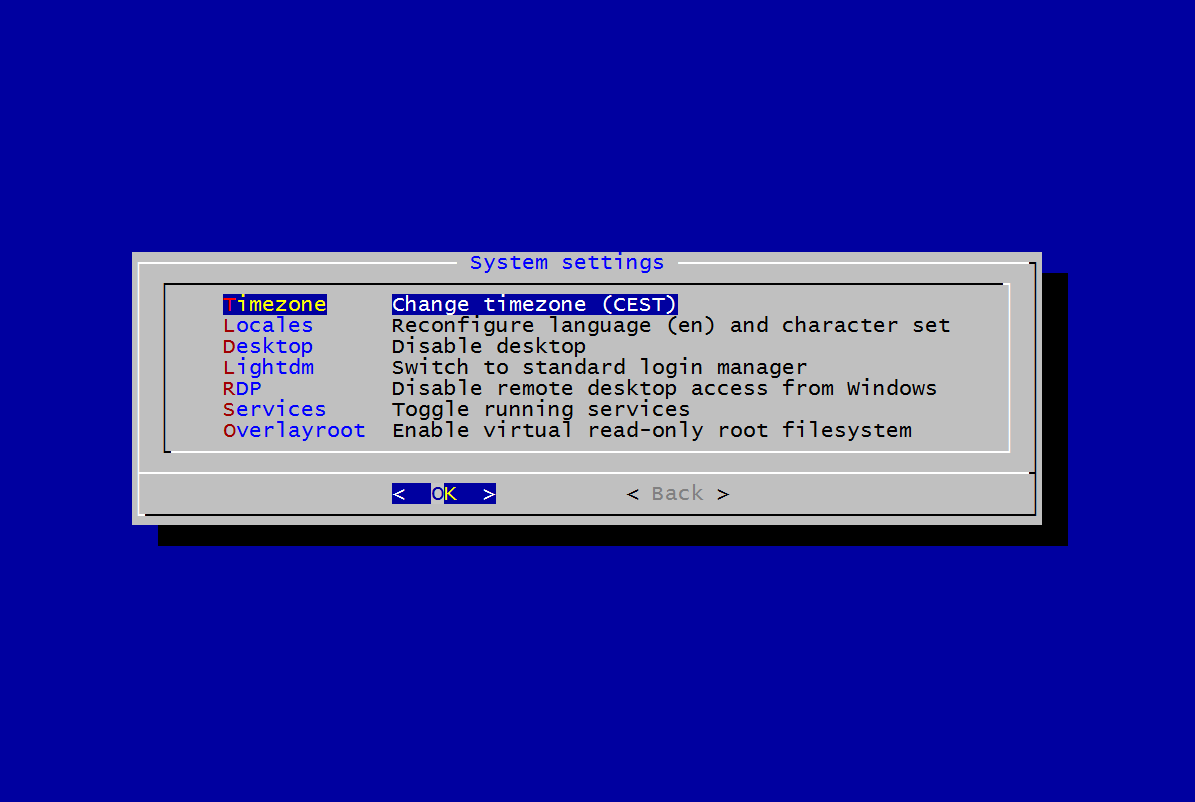 System settings
Timezone Change timezone (CEST)
Locales Reconfigure language (en) and character set
Desktop Disable desktop
Lightdm Switch to standard login manager
RDP Disable remote desktop access from Windows
Services Toggle running services
Overlayroot Enable virtual read-only root filesystem
< OK > < Back >